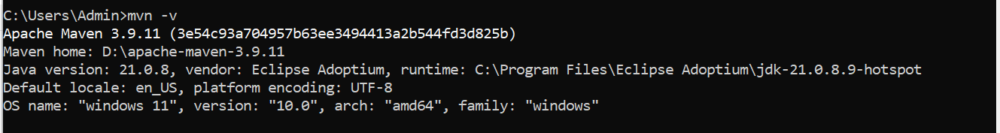 C:\Users\Admin>mvn -v
Apache Maven 3.9.11 (3e54c93a704957b63ee3494413a2b544fd3d825b)
Maven home: D:\apache-maven-3.9.11
Java version: 21.0.8, vendor: Eclipse Adoptium, runtime: C:\Program Files\Eclipse Adoptium\jdk-21.0.8.9-hotspot
Default locale: en_US, platform encoding: UTF-8
OS name: "windows 11", version: "10.0", arch: "amd64", family: "windows"